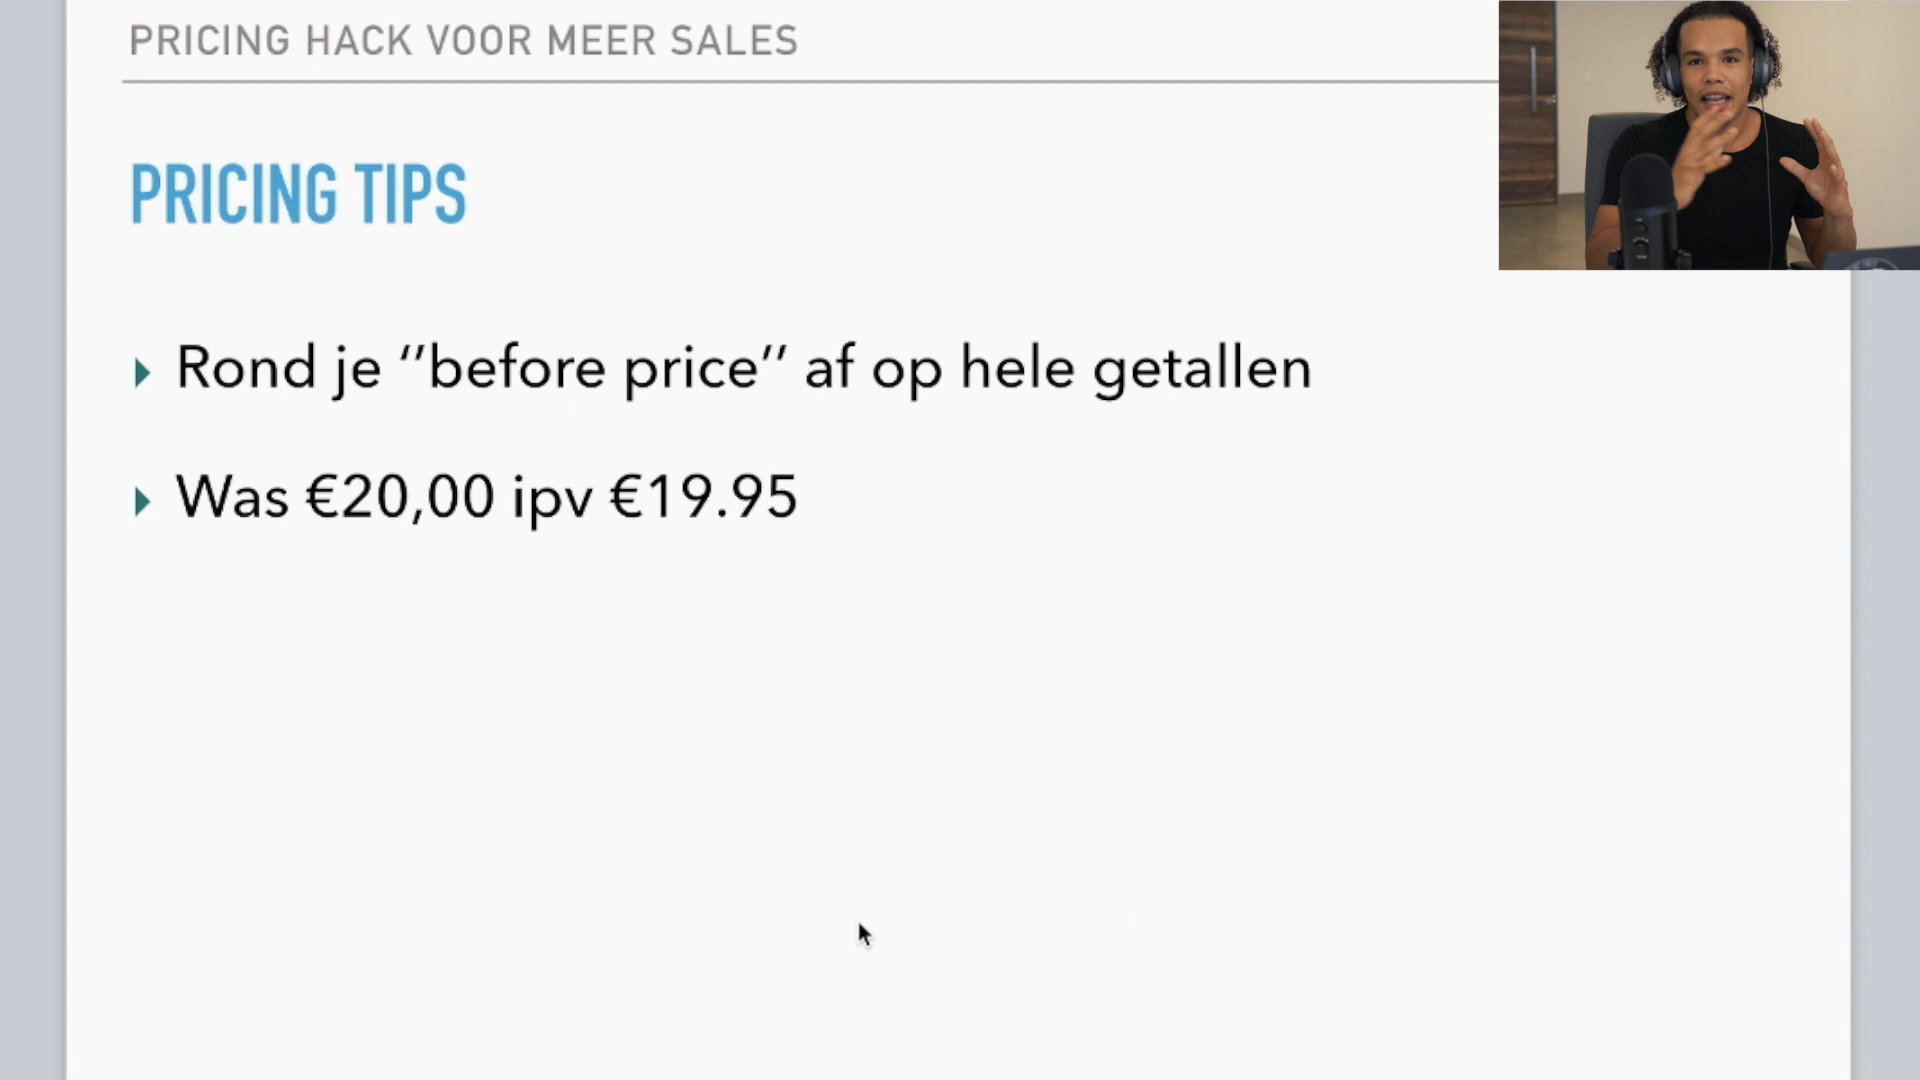 PRICING HACK VOOR MEER SALES
PRICING TIPS
Rond je “before price” af op hele getallen
Was €20,00 ipv €19.95